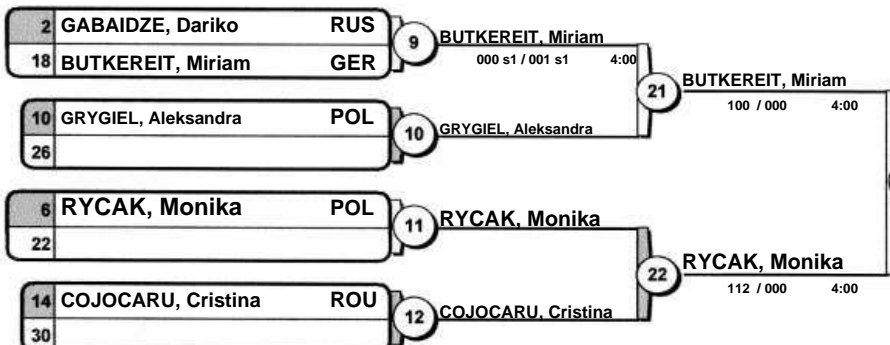 2 GABAIDZE, Dariko RUS
18 BUTKEREIT, Miriam GER
9
BUTKEREIT, Miriam
000 s1 / 001 s1 4:00
10 GRYGIEL, Aleksandra POL
26
10
GRYGIEL, Aleksandra
21
BUTKEREIT, Miriam
100 / 000 4:00
6 RYCAK, Monika POL
22
11
RYCAK, Monika
14 COJOCARU, Cristina ROU
30
12
COJOCARU, Cristina
22
RYCAK, Monika
112 / 000 4:00